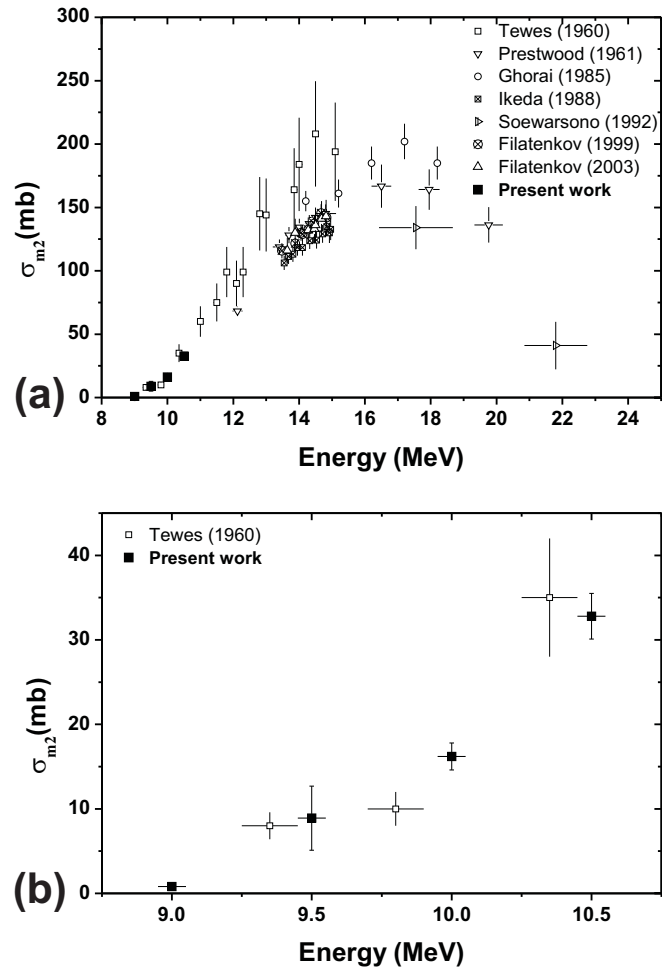 300
250
200
150
100
50
0
σm2(mb)
Tewes (1960)
Prestwood (1961)
Ghorai (1985)
Ikeda (1988)
Soewarsono (1992)
Filatenkov (1999)
Filatenkov (2003)
Present work
(a)
8 10 12 14 16 18 20 22 24
Energy (MeV)
40
30
20
10
0
σm2(mb)
Tewes (1960)
Present work
(b)
9.0 9.5 10.0 10.5
Energy (MeV)